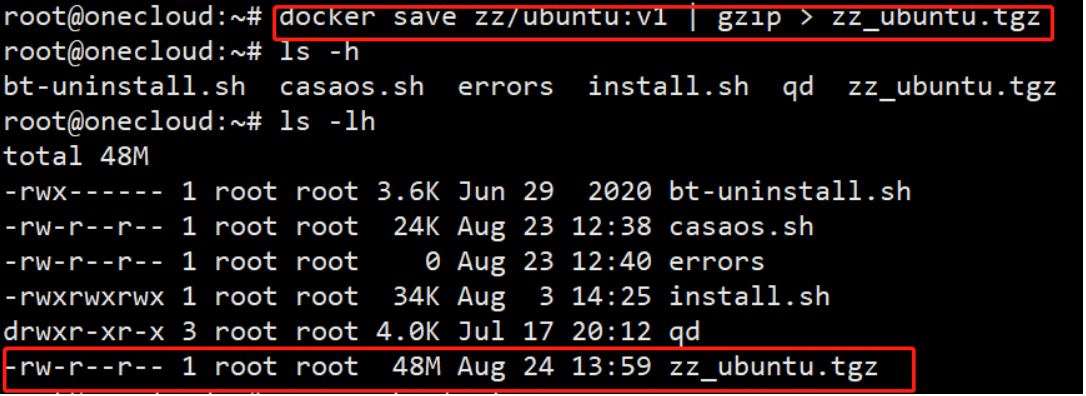 root@onecloud:~# docker save zz/ubuntu:v1 | gzip > zz_ubuntu.tgz
root@onecloud:~# ls -h
bt-uninstall.sh  casaos.sh  errors  install.sh  qd  zz_ubuntu.tgz
root@onecloud:~# ls -lh
total 48M
-rwx------ 1 root root 3.6K Jun 29  2020 bt-uninstall.sh
-rw-r--r-- 1 root root  24K Aug 23 12:38 casaos.sh
-rw-r--r-- 1 root root    0 Aug 23 12:40 errors
-rwxrwxrwx 1 root root  34K Aug  3 14:25 install.sh
drwxr-xr-x 3 root root 4.0K Jul 17 20:12 qd
-rw-r--r-- 1 root root  48M Aug 24 13:59 zz_ubuntu.tgz